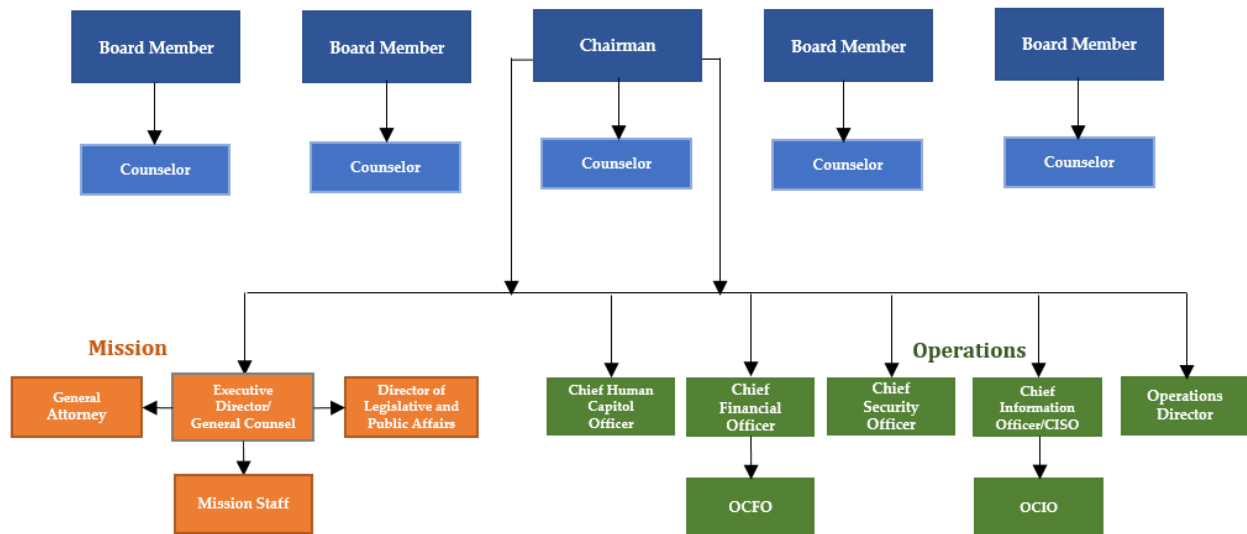 Board Member
Board Member
Chairman
Board Member
Board Member
Counselor
Counselor
Counselor
Counselor
Counselor
Mission
Operations
General
Attorney
Executive
Director/
General Counsel
Director of
Legislative and
Public Affairs
Chief Human
Capitol
Officer
Chief
Financial
Officer
Chief
Security
Officer
Chief
Information
Officer/CISO
Operations
Director
Mission Staff
OCFO
OCIO